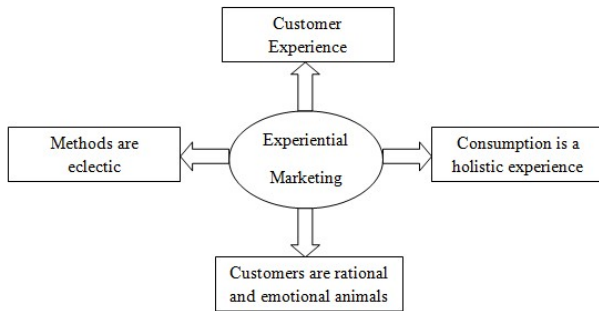 Customer
Experience
Methods are
eclectic
Experiential
Marketing
Consumption is a
holistic experience
Customers are rational
and emotional animals